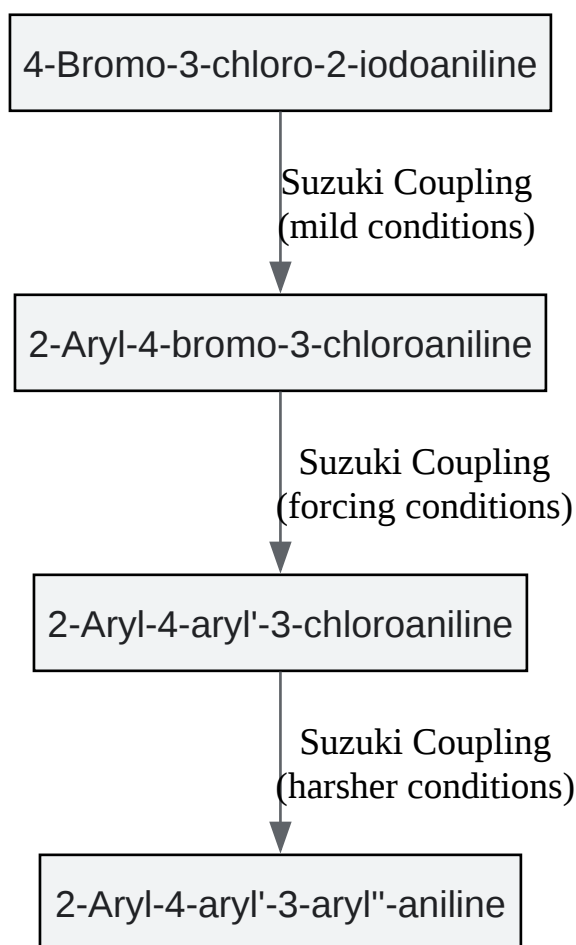 4-Bromo-3-chloro-2-iodoaniline
Suzuki Coupling
(mild conditions)
2-Aryl-4-bromo-3-chloroaniline
Suzuki Coupling
(forcing conditions)
2-Aryl-4-aryl'-3-chloroaniline
Suzuki Coupling
(harsher conditions)
2-Aryl-4-aryl'-3-aryl''-aniline